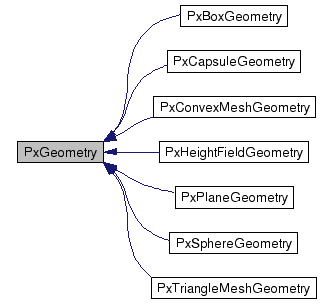 PxBoxGeometry
PxCapsuleGeometry
PxConvexMeshGeometry
PxGeometry
PxHeightFieldGeometry
PxPlaneGeometry
PxSphereGeometry
PxTriangleMeshGeometry